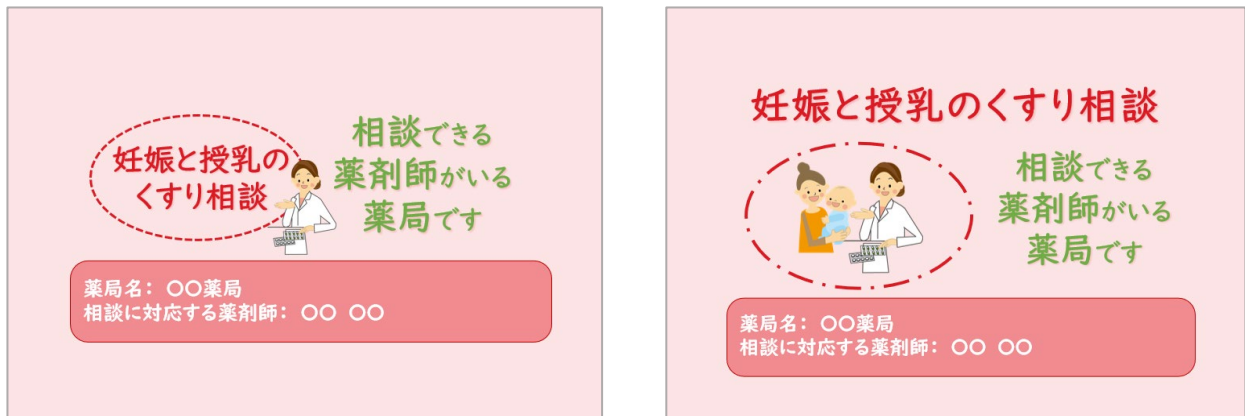 妊娠と授乳の
くすり相談
相談できる
薬剤師がいる
薬局です
薬局名： 〇〇薬局
相談に対応する薬剤師： 〇〇 〇〇
妊娠と授乳のくすり相談
相談できる
薬剤師がいる
薬局です
薬局名： 〇〇薬局
相談に対応する薬剤師： 〇〇 〇〇